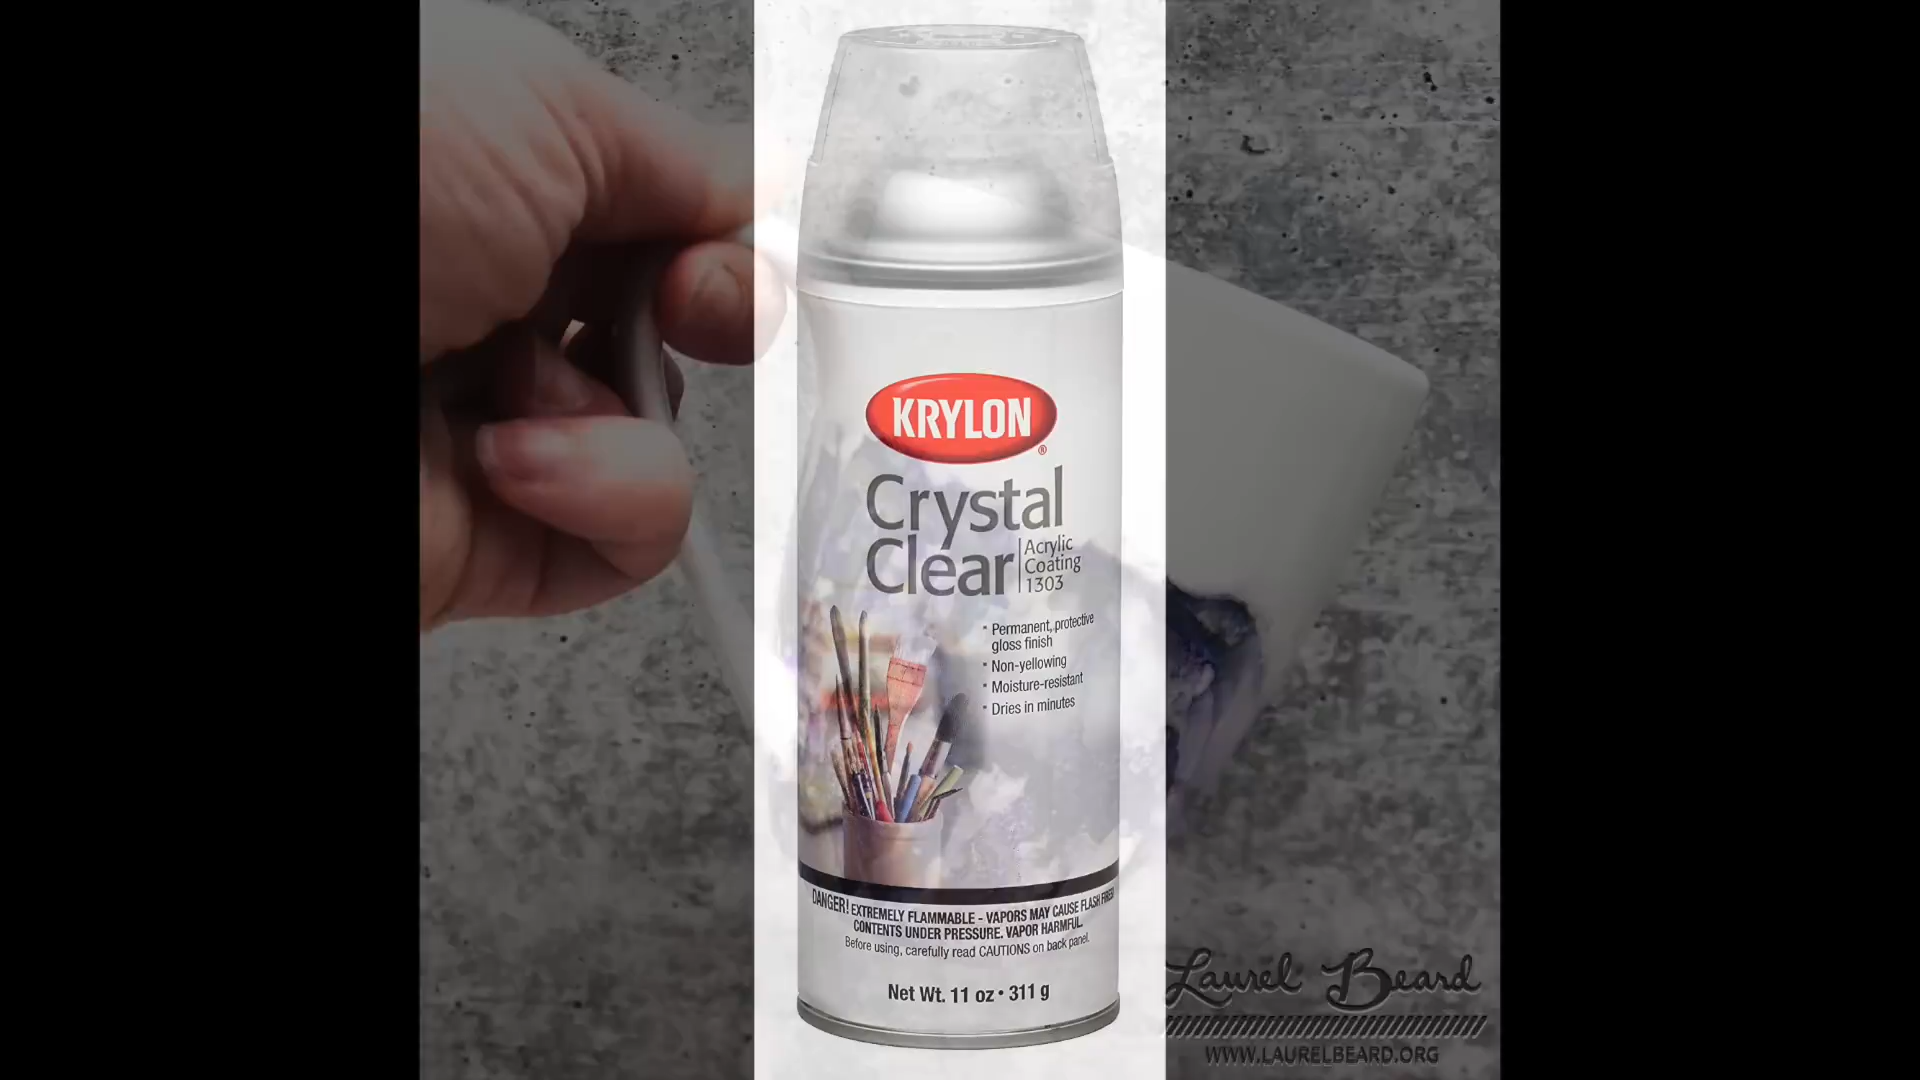 KRYLON
®
Crystal
Clear
Acrylic
Coating
1303
· Permanent, protective
gloss finish
· Non-yellowing
· Moisture-resistant
· Dries in minutes
DANGER! EXTREMELY FLAMMABLE - VAPORS MAY CAUSE FLASH FIRES!
CONTENTS UNDER PRESSURE. VAPOR HARMFUL.
Before using, carefully read CAUTIONS on back panel.
Net Wt. 11 oz • 311 g
Laurel Beard
WWW.LAURELBEARD.ORG